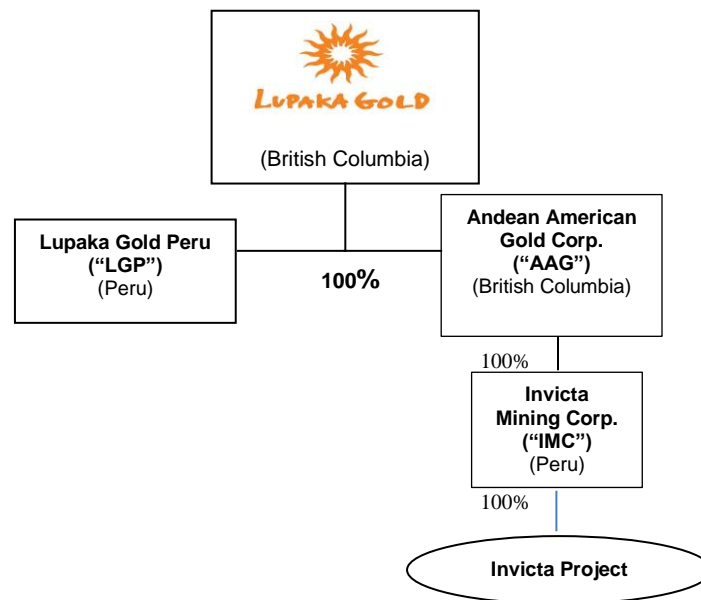 LUPAKA GOLD
(British Columbia)
Lupaka Gold Peru
(“LGP”)
(Peru)
100%
Andean American
Gold Corp.
(“AAG”)
(British Columbia)
100%
Invicta
Mining Corp.
(“IMC”)
(Peru)
100%
Invicta Project